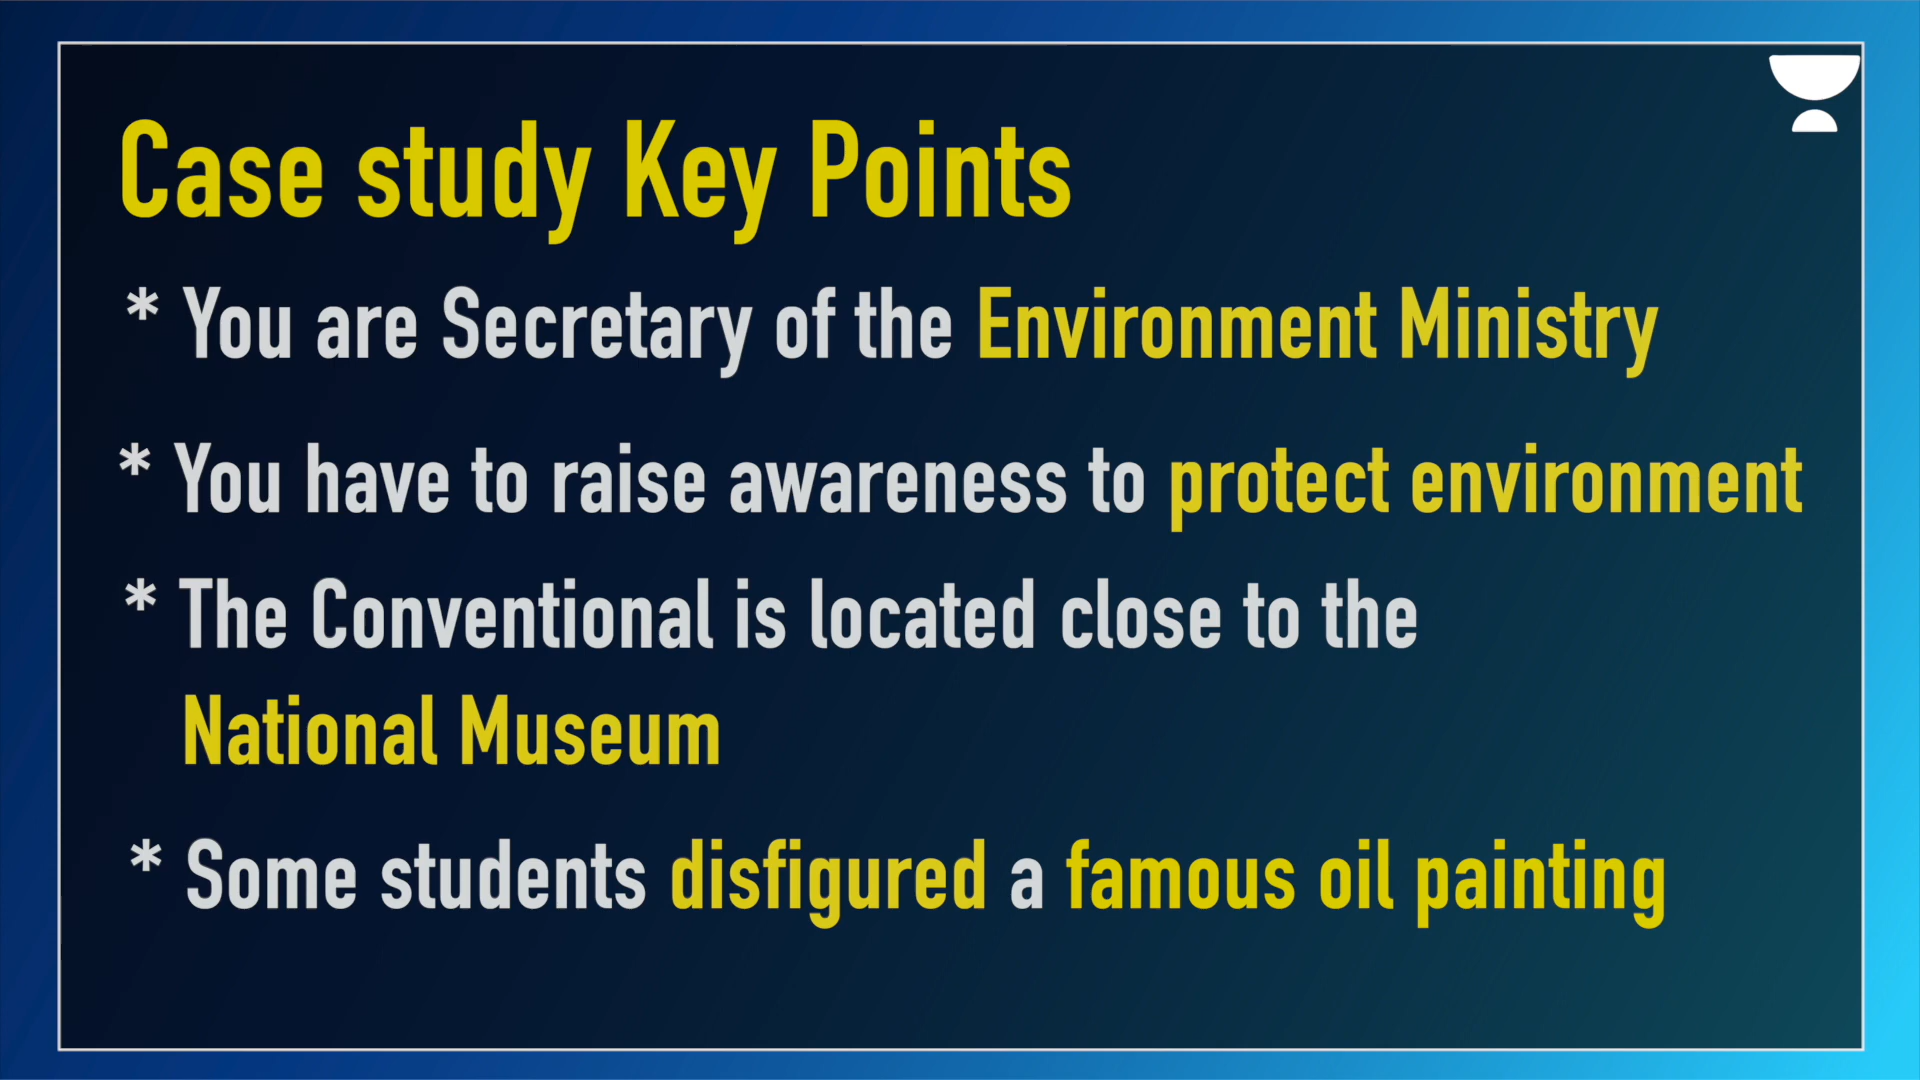 Case study Key Points
* You are Secretary of the Environment Ministry
* You have to raise awareness to protect environment
* The Conventional is located close to the
National Museum
* Some students disfigured a famous oil painting